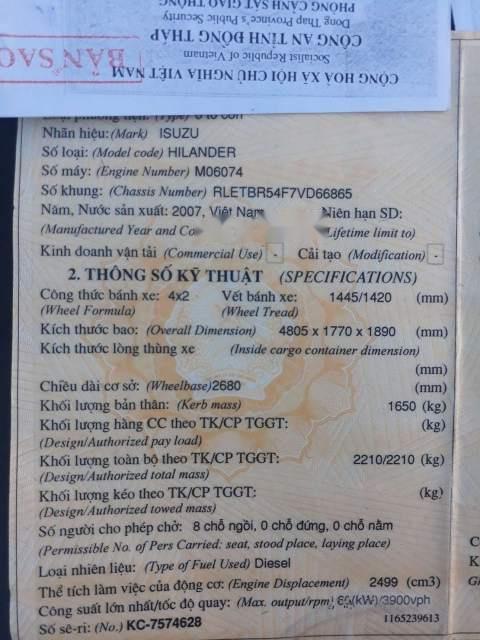 PHÒNG CẢNH SÁT GIAO THÔNG
Dong Thap Province's Public Security
CÔNG AN TỈNH ĐỒNG THÁP
Socialist Republic of Vietnam
CỘNG HOÀ XÃ HỘI CHỦ NGHĨA VIỆT NAM
BẢN SAO
(Type) ô tô con
Nhãn hiệu: (Mark) ISUZU
Số loại: (Model code) HILANDER
Số máy: (Engine Number) M06074
Số khung: (Chassis Number) RLETBR54F7VD66865
Năm, Nước sản xuất: 2007, Việt Nam Niên hạn SD:
(Manufactured Year and Co Lifetime limit to)
Kinh doanh vận tải (Commercial Use) - Cải tạo (Modification) -
2. THÔNG SỐ KỸ THUẬT (SPECIFICATIONS)
Công thức bánh xe: 4x2 Vết bánh xe: 1445/1420 (mm)
(Wheel Formula) (Wheel Tread)
Kích thước bao: (Overall Dimension) 4805 x 1770 x 1890 (mm)
Kích thước lòng thùng xe (Inside cargo container dimension)
(mm)
Chiều dài cơ sở: (Wheelbase) 2680 (mm)
Khối lượng bản thân: (Kerb mass) 1650 (kg)
Khối lượng hàng CC theo TK/CP TGGT: (kg)
(Design/Authorized pay load)
Khối lượng toàn bộ theo TK/CP TGGT: 2210/2210 (kg)
(Design/Authorized total mass)
Khối lượng kéo theo TK/CP TGGT: (kg)
(Design/Authorized towed mass)
Số người cho phép chở: 8 chỗ ngồi, 0 chỗ đứng, 0 chỗ nằm
(Permissible No. of Pers Carried: seat, stood place, laying place)
Loại nhiên liệu: (Type of Fuel Used) Diesel
Thể tích làm việc của động cơ: (Engine Displacement) 2499 (cm3)
Công suất lớn nhất/tốc độ quay: (Max. output/rpm) (kW)/3900vph
Số sê-ri: (No.) KC-7574628 1165239613